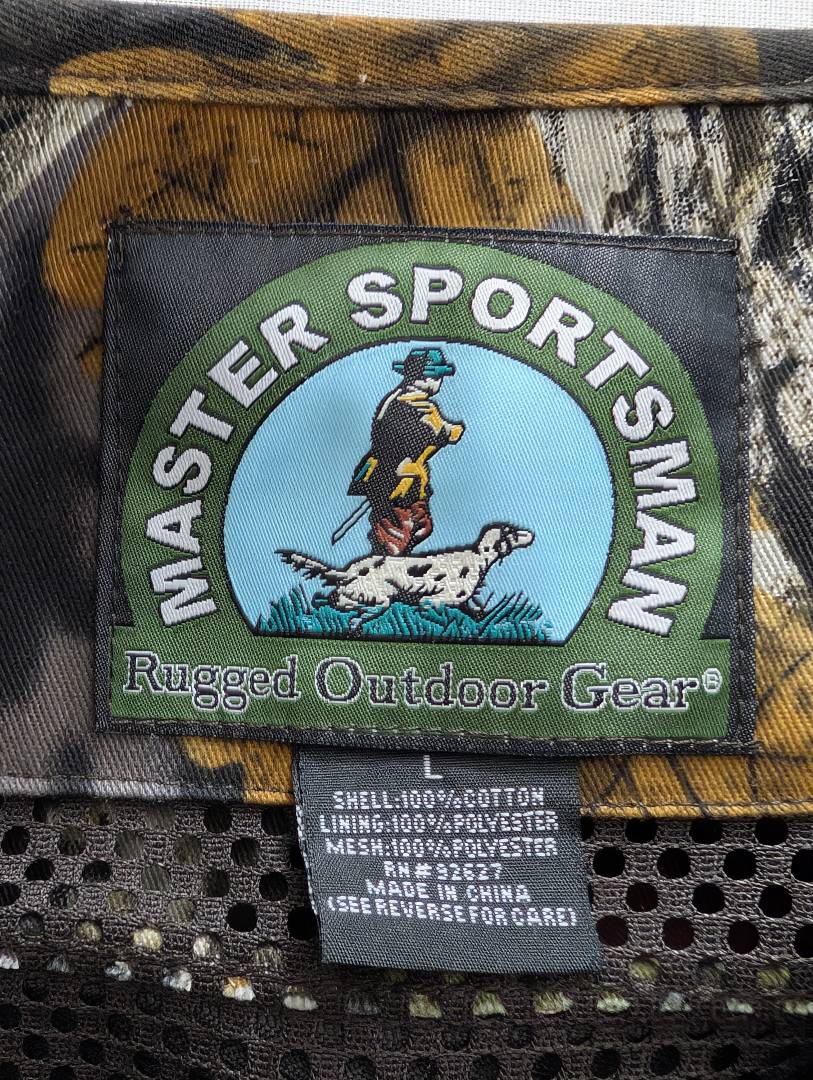 MASTER SPORTSMAN
Rugged Outdoor Gear®
L
SHELL:100%COTTON
LINING:100%POLYESTER
MESH:100%POLYESTER
RN#92627
MADE IN CHINA
(SEE REVERSE FOR CARE)